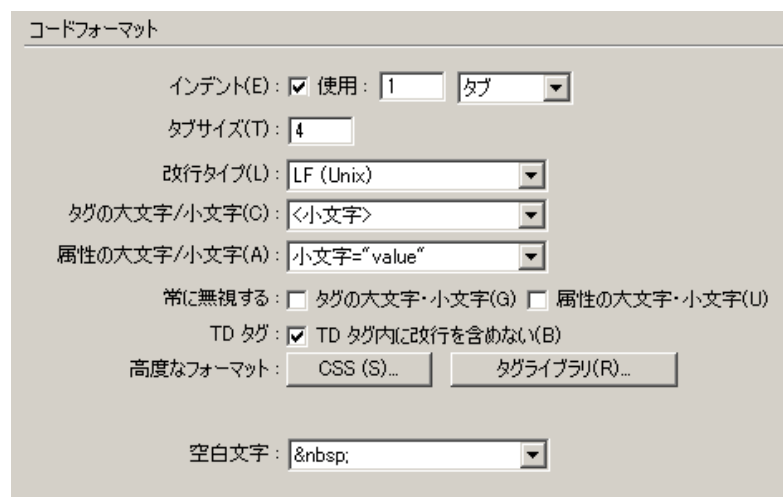 コードフォーマット
インデント(E): 使用: 1 タブ
タブサイズ(T): 4
改行タイプ(L): LF (Unix)
タグの大文字/小文字(C): <小文字>
属性の大文字/小文字(A): 小文字="value"
常に無視する: タグの大文字・小文字(G) 属性の大文字・小文字(U)
TD タグ: TD タグ内に改行を含めない(B)
高度なフォーマット: CSS (S)... タグライブラリ(R)...
空白文字: &nbsp;